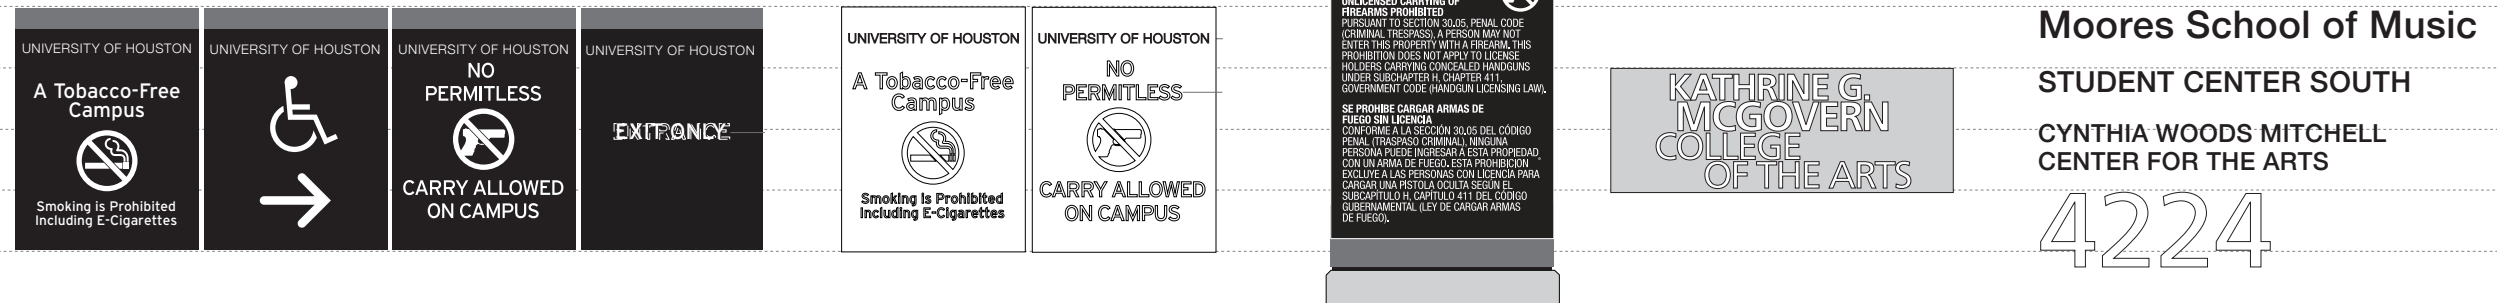 UNIVERSITY OF HOUSTON
A Tobacco-Free
Campus
Smoking is Prohibited
Including E-Cigarettes
UNIVERSITY OF HOUSTON
UNIVERSITY OF HOUSTON
NO
PERMITLESS
CARRY ALLOWED
ON CAMPUS
UNIVERSITY OF HOUSTON
UNIVERSITY OF HOUSTON
A Tobacco-Free
Campus
Smoking is Prohibited
Including E-Cigarettes
UNIVERSITY OF HOUSTON
NO
PERMITLESS
CARRY ALLOWED
ON CAMPUS
UNLICENSED CARRYING OF
FIREARMS PROHIBITED
PURSUANT TO SECTION 30.05, PENAL CODE
(CRIMINAL TRESPASS), A PERSON MAY NOT
ENTER THIS PROPERTY WITH A FIREARM. THIS
PROHIBITION DOES NOT APPLY TO LICENSE
HOLDERS CARRYING CONCEALED HANDGUNS
UNDER SUBCHAPTER H, CHAPTER 411,
GOVERNMENT CODE (HANDGUN LICENSING LAW).
SE PROHIBE CARGAR ARMAS DE
FUEGO SIN LICENCIA
CONFORME A LA SECCIÓN 30.05 DEL CÓDIGO
PENAL (TRASPASO CRIMINAL), NINGUNA
PERSONA PUEDE INGRESAR A ESTA PROPIEDAD
CON UN ARMA DE FUEGO. ESTA PROHIBICION
EXCLUYE A LAS PERSONAS CON LICENCIA PARA
CARGAR UNA PISTOLA OCULTA SEGÚN EL
SUBCAPÍTULO H, CAPÍTULO 411 DEL CÓDIGO
GUBERNAMENTAL (LEY DE CARGAR ARMAS
DE FUEGO).
KATHRINE G.
MCGOVERN
COLLEGE
OF THE ARTS
Moores School of Music
STUDENT CENTER SOUTH
CYNTHIA WOODS MITCHELL
CENTER FOR THE ARTS
4224